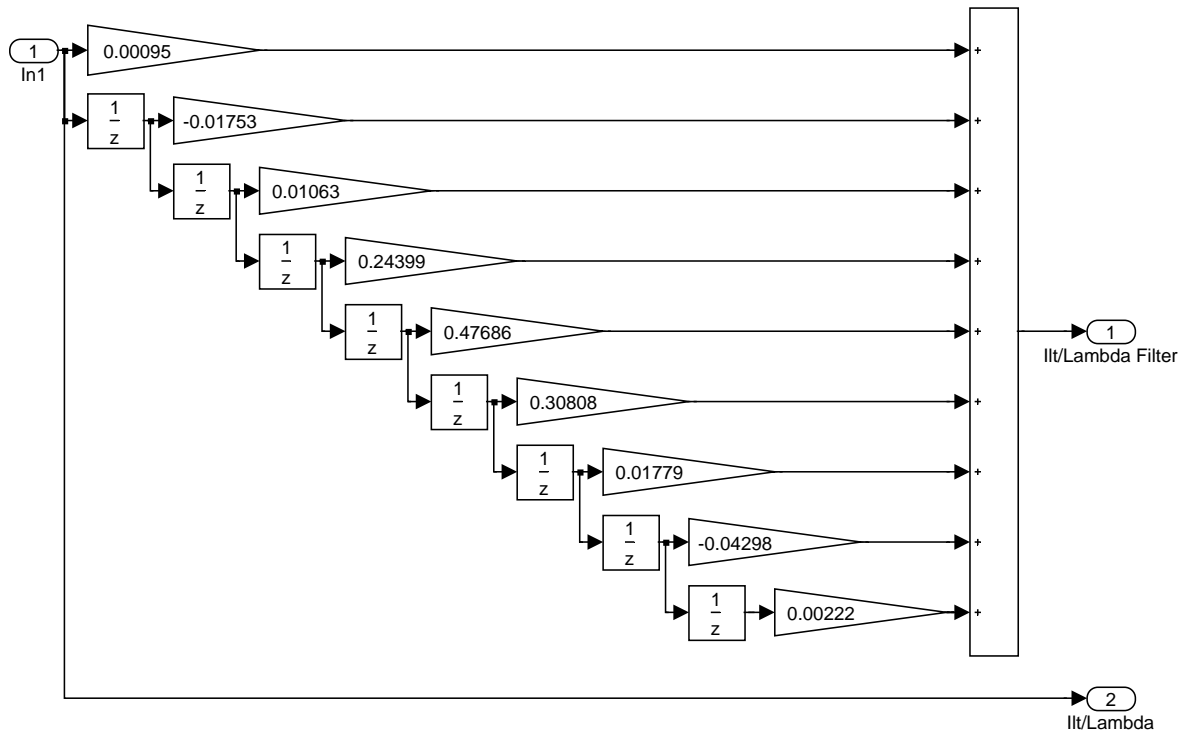 1
In1
0.00095
+
1
z
-0.01753
+
1
z
0.01063
+
1
z
0.24399
+
1
z
0.47686
+
1
Ilt/Lambda Filter
1
z
0.30808
+
1
z
0.01779
+
1
z
-0.04298
+
1
z
0.00222
+
2
Ilt/Lambda